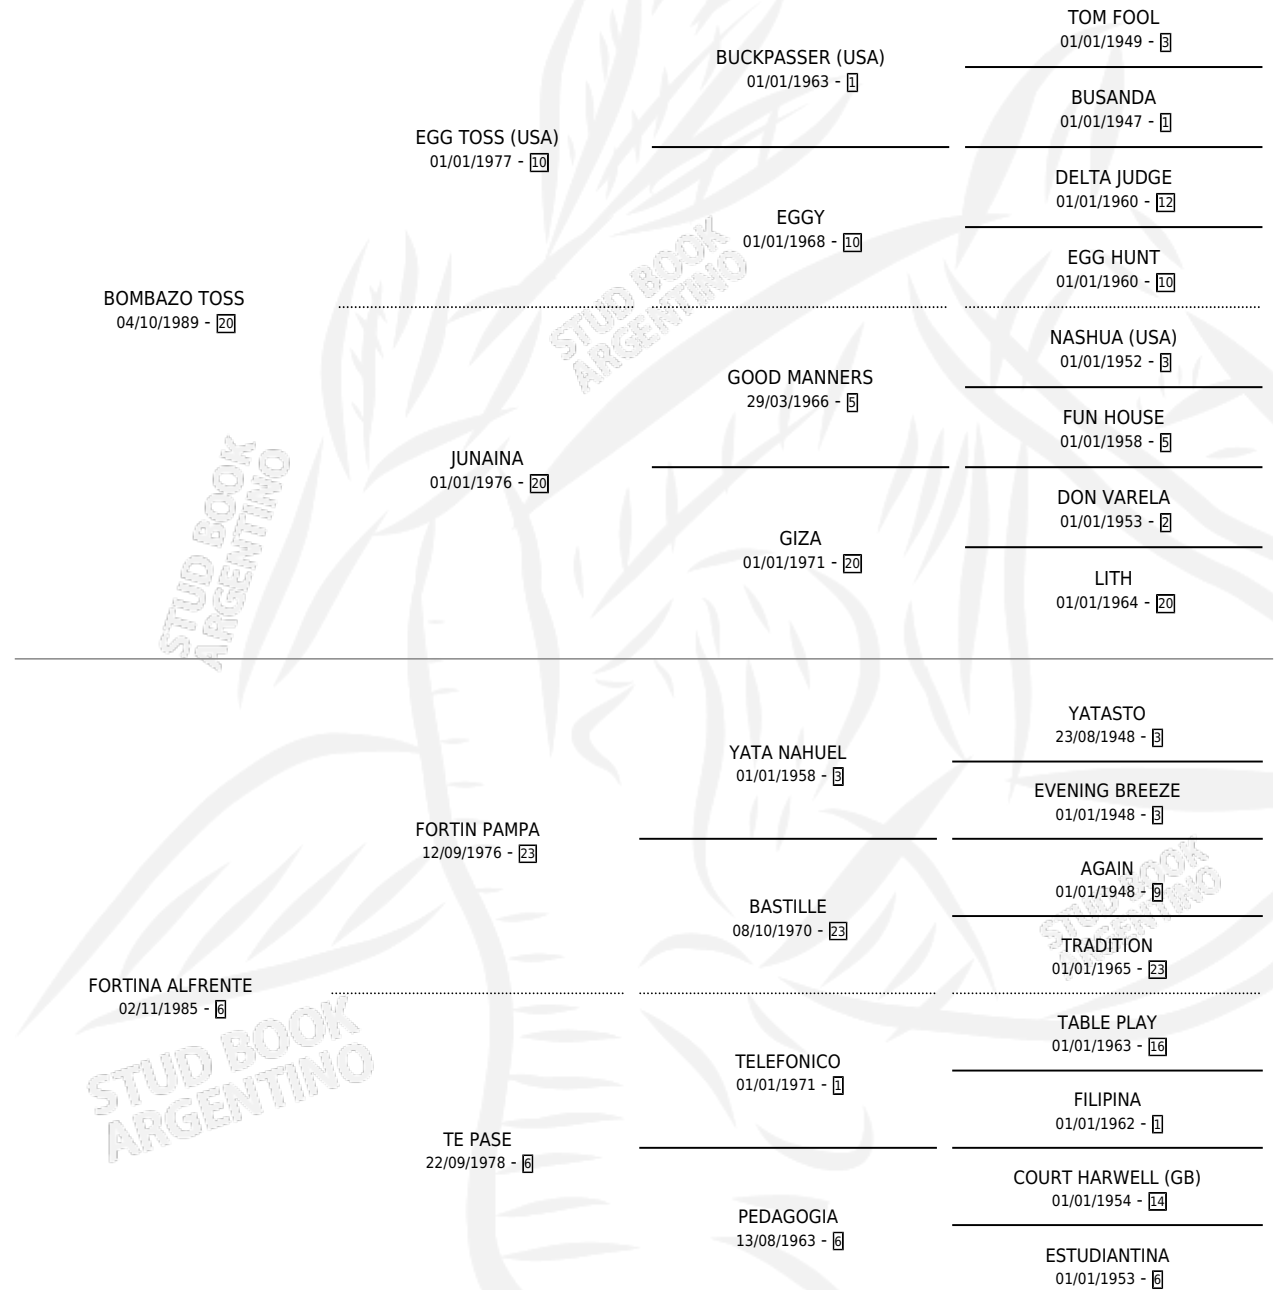 TOM FOOL
01/01/1949 - 3
BUCKPASSER (USA)
01/01/1963 - 1
BUSANDA
01/01/1947 - 1
EGG TOSS (USA)
01/01/1977 - 10
DELTA JUDGE
01/01/1960 - 12
EGGY
01/01/1968 - 10
EGG HUNT
01/01/1960 - 10
BOMBAZO TOSS
04/10/1989 - 20
STUD BOOK
ARGENTINO
NASHUA (USA)
01/01/1952 - 3
GOOD MANNERS
29/03/1966 - 5
FUN HOUSE
01/01/1958 - 5
JUNAINA
01/01/1976 - 20
DON VARELA
01/01/1953 - 2
GIZA
01/01/1971 - 20
LITH
01/01/1964 - 20
STUD BOOK
ARGENTINO
YATASTO
23/08/1948 - 3
YATA NAHUEL
01/01/1958 - 3
EVENING BREEZE
01/01/1948 - 3
FORTIN PAMPA
12/09/1976 - 23
AGAIN
01/01/1948 - 9
BASTILLE
08/10/1970 - 23
STUD BOOK
ARGENTINO
TRADITION
01/01/1965 - 23
FORTINA ALFRENTE
02/11/1985 - 6
STUD BOOK
ARGENTINO
TABLE PLAY
01/01/1963 - 16
TELEFONICO
01/01/1971 - 1
FILIPINA
01/01/1962 - 1
TE PASE
22/09/1978 - 6
COURT HARWELL (GB)
01/01/1954 - 14
PEDAGOGIA
13/08/1963 - 6
ESTUDIANTINA
01/01/1953 - 6